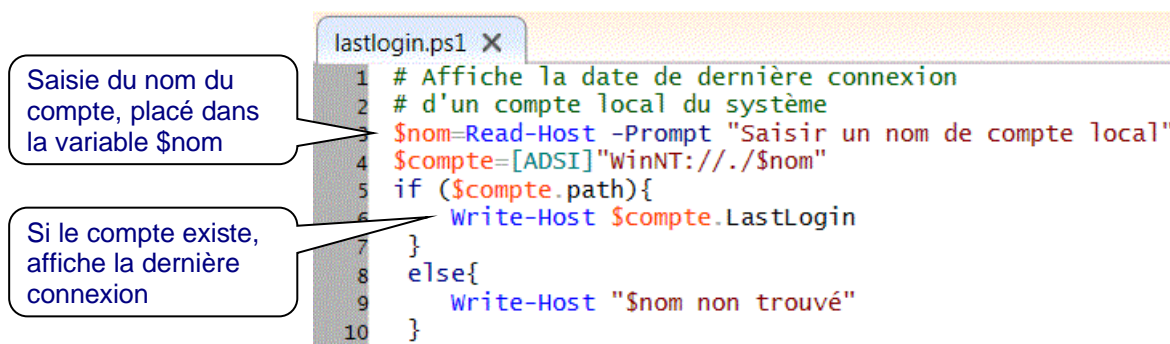 lastlogin.ps1 X
Saisie du nom du
compte, placé dans
la variable $nom
1 # Affiche la date de dernière connexion
2 # d'un compte local du système
3 $nom=Read-Host -Prompt "Saisir un nom de compte local"
4 $compte=[ADSI]"WinNT://./$nom"
5 if ($compte.path){
6 Write-Host $compte.LastLogin
7 }
8 else{
9 Write-Host "$nom non trouvé"
10 }
Si le compte existe,
affiche la dernière
connexion